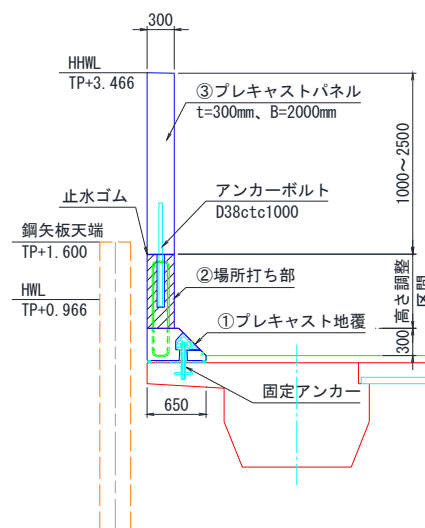 300
HHWL
TP+3.466
③プレキャストパネル
t=300mm、B=2000mm
1000～2500
止水ゴム
アンカーボルト
D38ctc1000
鋼矢板天端
TP+1.600
②場所打ち部
HWL
TP+0.966
高さ調整
区間
①プレキャスト地覆
300
固定アンカー
650